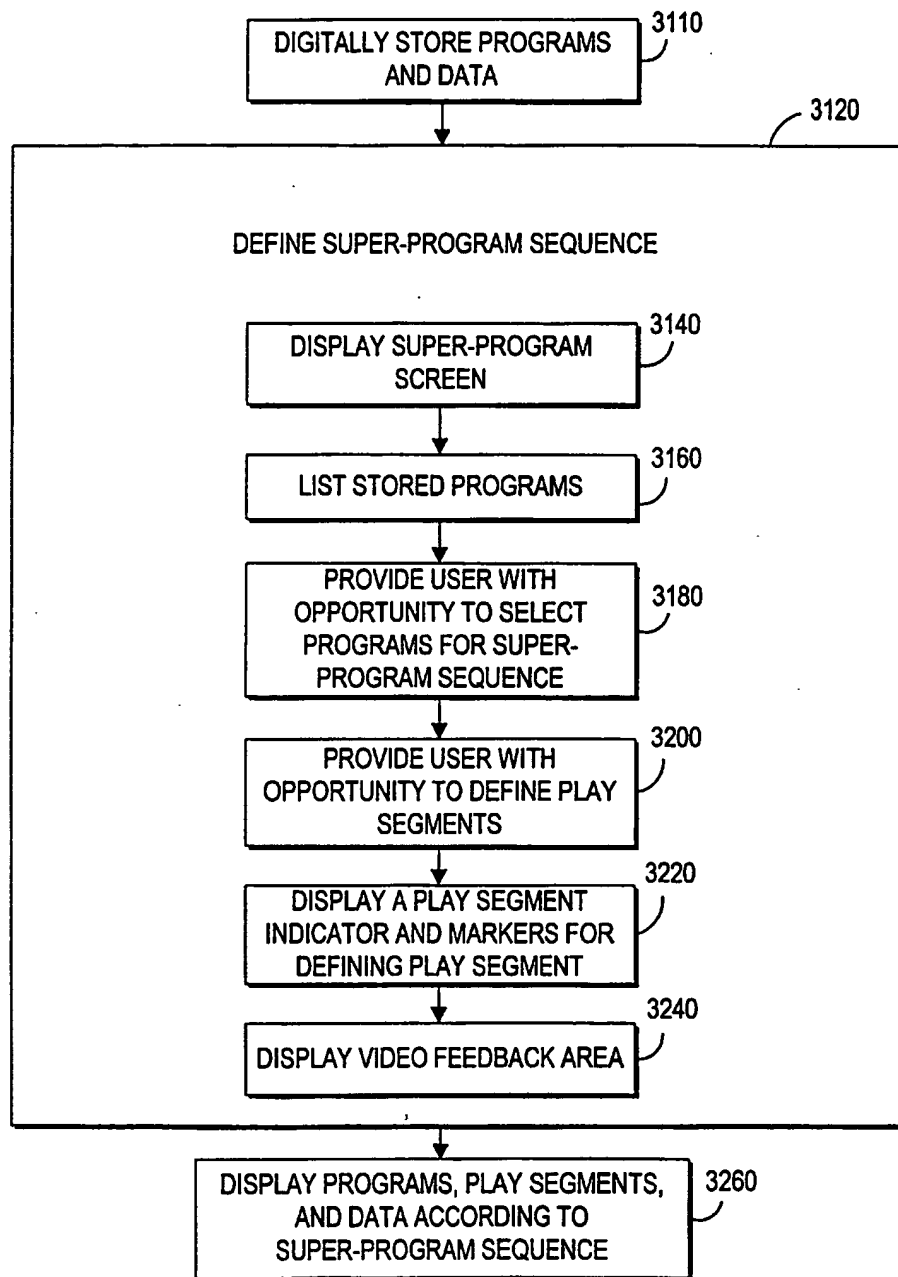 DIGITALLY STORE PROGRAMS
AND DATA
3110
3120
DEFINE SUPER-PROGRAM SEQUENCE
DISPLAY SUPER-PROGRAM
SCREEN
3140
LIST STORED PROGRAMS
3160
PROVIDE USER WITH
OPPORTUNITY TO SELECT
PROGRAMS FOR SUPER-
PROGRAM SEQUENCE
3180
PROVIDE USER WITH
OPPORTUNITY TO DEFINE PLAY
SEGMENTS
3200
DISPLAY A PLAY SEGMENT
INDICATOR AND MARKERS FOR
DEFINING PLAY SEGMENT
3220
DISPLAY VIDEO FEEDBACK AREA
3240
DISPLAY PROGRAMS, PLAY SEGMENTS,
AND DATA ACCORDING TO
SUPER-PROGRAM SEQUENCE
3260